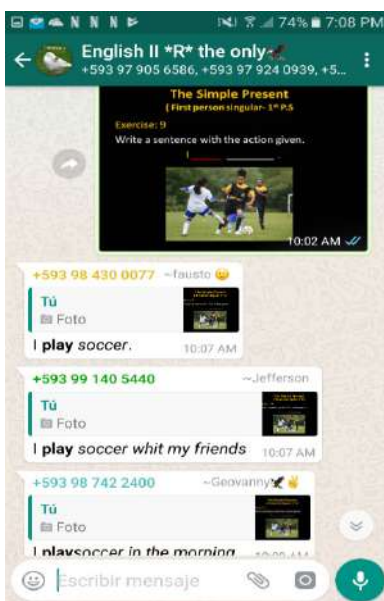 74% 7:08 PM
English II *R* the only
+593 97 905 6586, +593 97 924 0939, +5...
The Simple Present
( First person singular- 1st P.S
Exercise: 9
Write a sentence with the action given.
I
10:02 AM
+593 98 430 0077 ~fausto
Tú
Foto
I play soccer.
10:07 AM
+593 99 140 5440 ~Jefferson
Tú
Foto
I play soccer whit my friends 10:07 AM
+593 98 742 2400 ~Geovanny
Tú
Foto
I playsoccer in the morning
Escribir mensaje